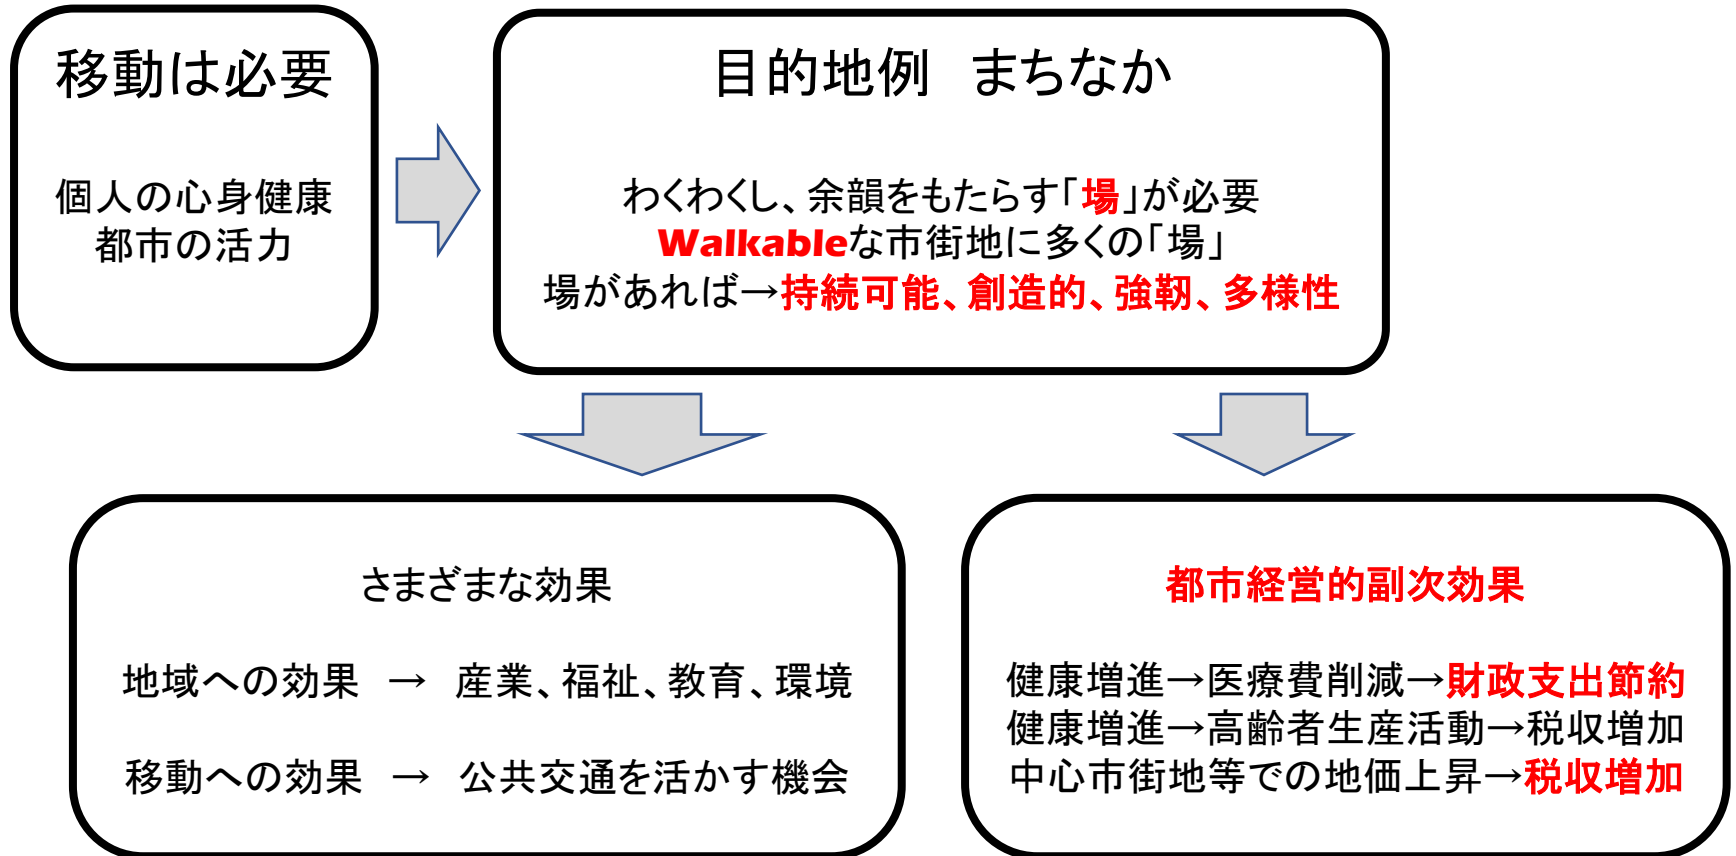 移動は必要
個人の心身健康
都市の活力
目的地例　まちなか
わくわくし、余韻をもたらす「場」が必要
Walkableな市街地に多くの「場」
場があれば→持続可能、創造的、強靭、多様性
さまざまな効果
地域への効果　→　産業、福祉、教育、環境
移動への効果　→　公共交通を活かす機会
都市経営的副次効果
健康増進→医療費削減→財政支出節約
健康増進→高齢者生産活動→税収増加
中心市街地等での地価上昇→税収増加